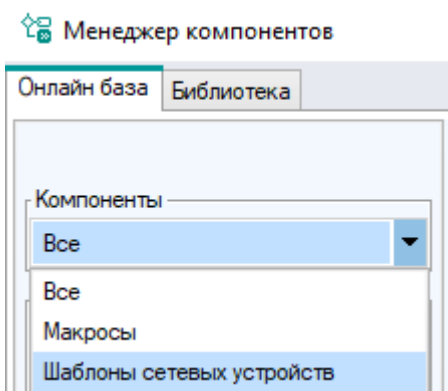 Менеджер компонентов
Онлайн база Библиотека
Компоненты
Все
Все
Макросы
Шаблоны сетевых устройств